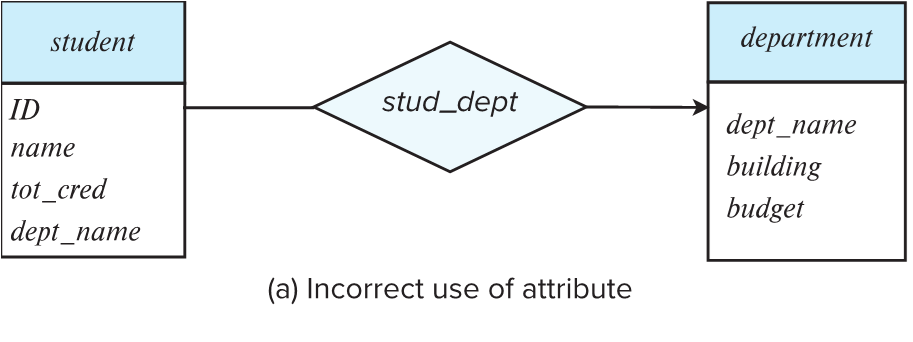 student
ID
name
tot_cred
dept_name
stud_dept
department
dept_name
building
budget
(a) Incorrect use of attribute